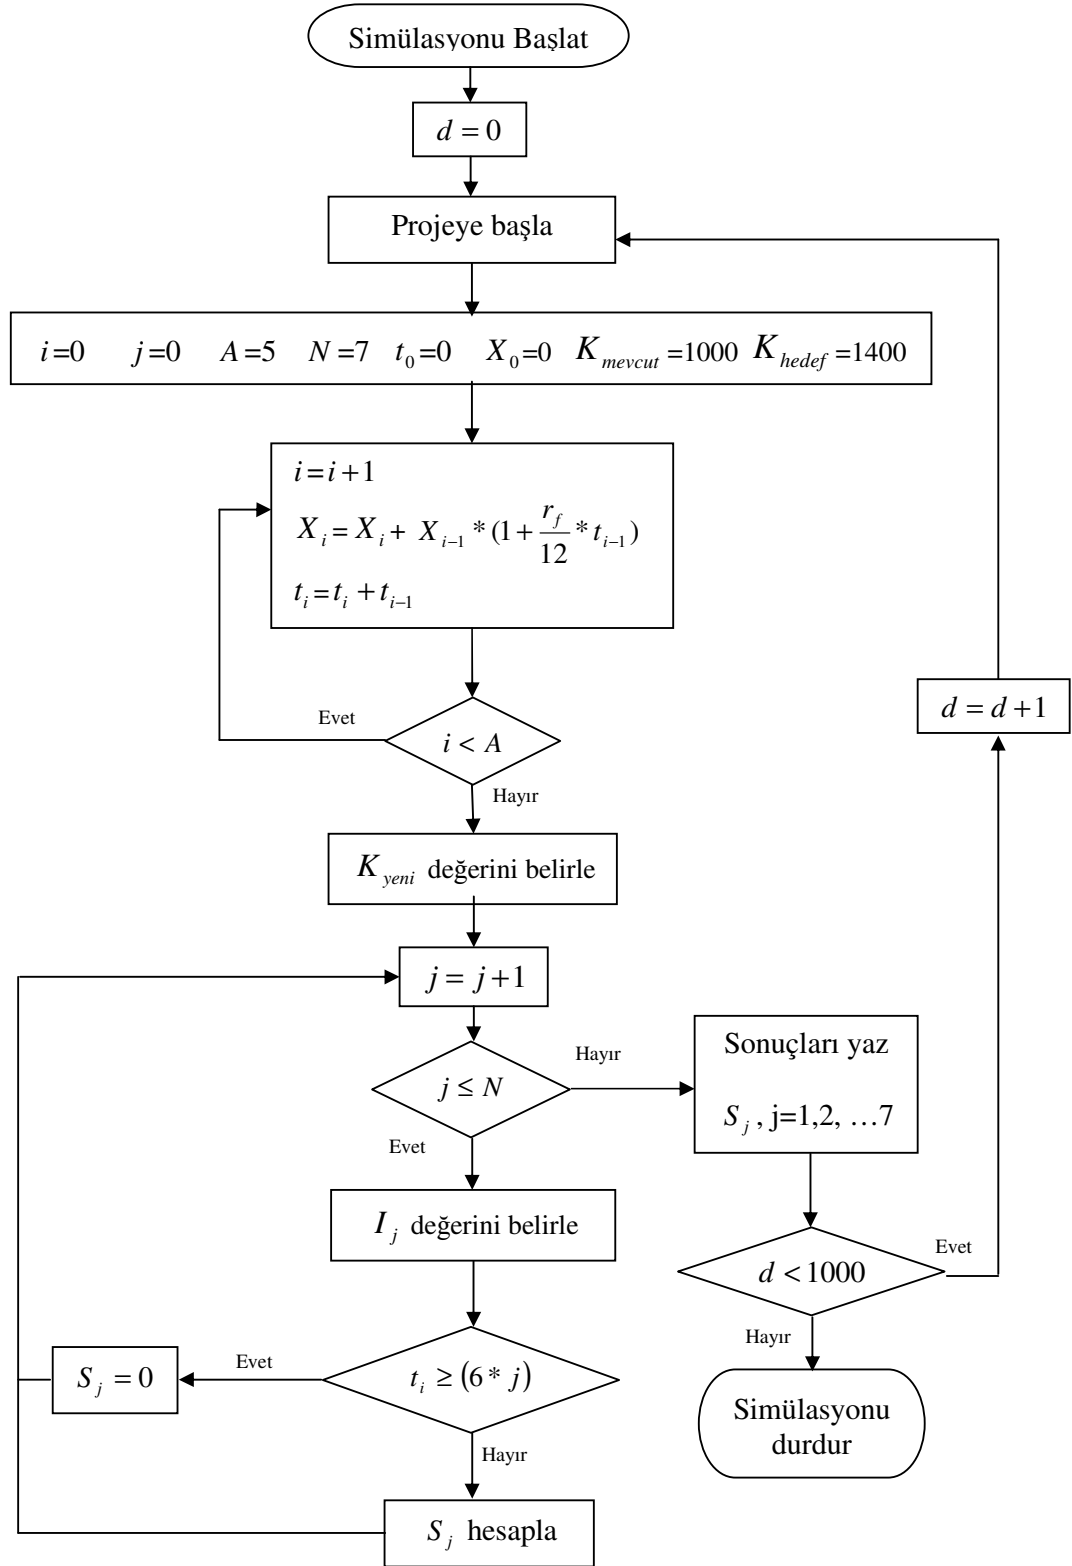 Simülasyonu Başlat
d = 0
Projeye başla
i=0 j=0 A=5 N=7 t_0=0 X_0=0 K_mevcut=1000 K_hedef=1400
i=i+1
X_i= X_i+ X_{i−1} * (1 + r_f/12 * t_{i−1})
t_i=t_i + t_{i−1}
Evet
i < A
d = d +1
Hayır
K_yeni değerini belirle
j = j+1
j ≤ N
Hayır
Sonuçları yaz
S_j , j=1,2, …7
Evet
I_j değerini belirle
d < 1000
Evet
Hayır
t_i ≥ (6 * j)
Evet
S_j = 0
Simülasyonu
durdur
Hayır
S_j hesapla